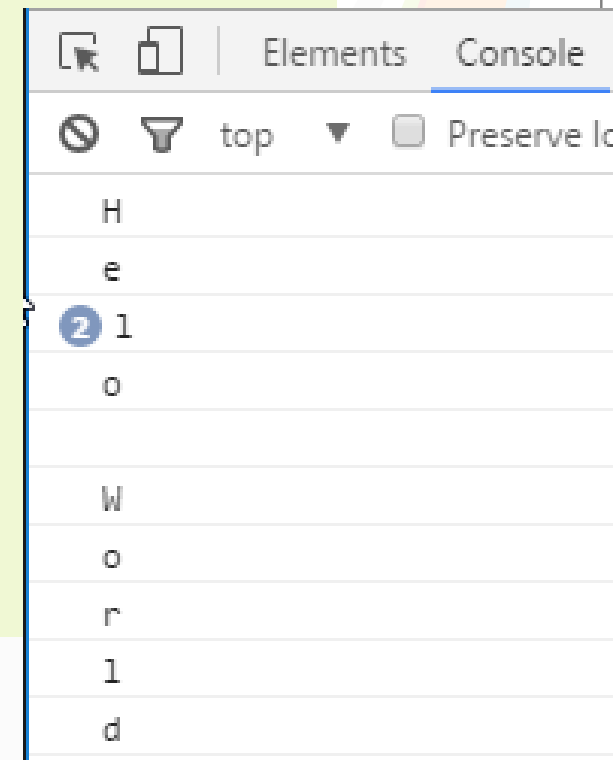 Elements Console
top ▼ Preserve lo
H
e
2 l
o
W
o
r
l
d